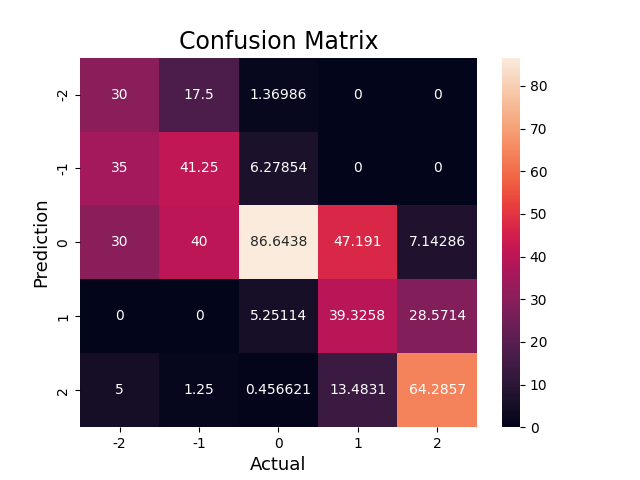 Confusion Matrix
Prediction
-2 30 17.5 1.36986 0 0
-1 35 41.25 6.27854 0 0
0 30 40 86.6438 47.191 7.14286
1 0 0 5.25114 39.3258 28.5714
2 5 1.25 0.456621 13.4831 64.2857
-2 -1 0 1 2
Actual
80
70
60
50
40
30
20
10
0